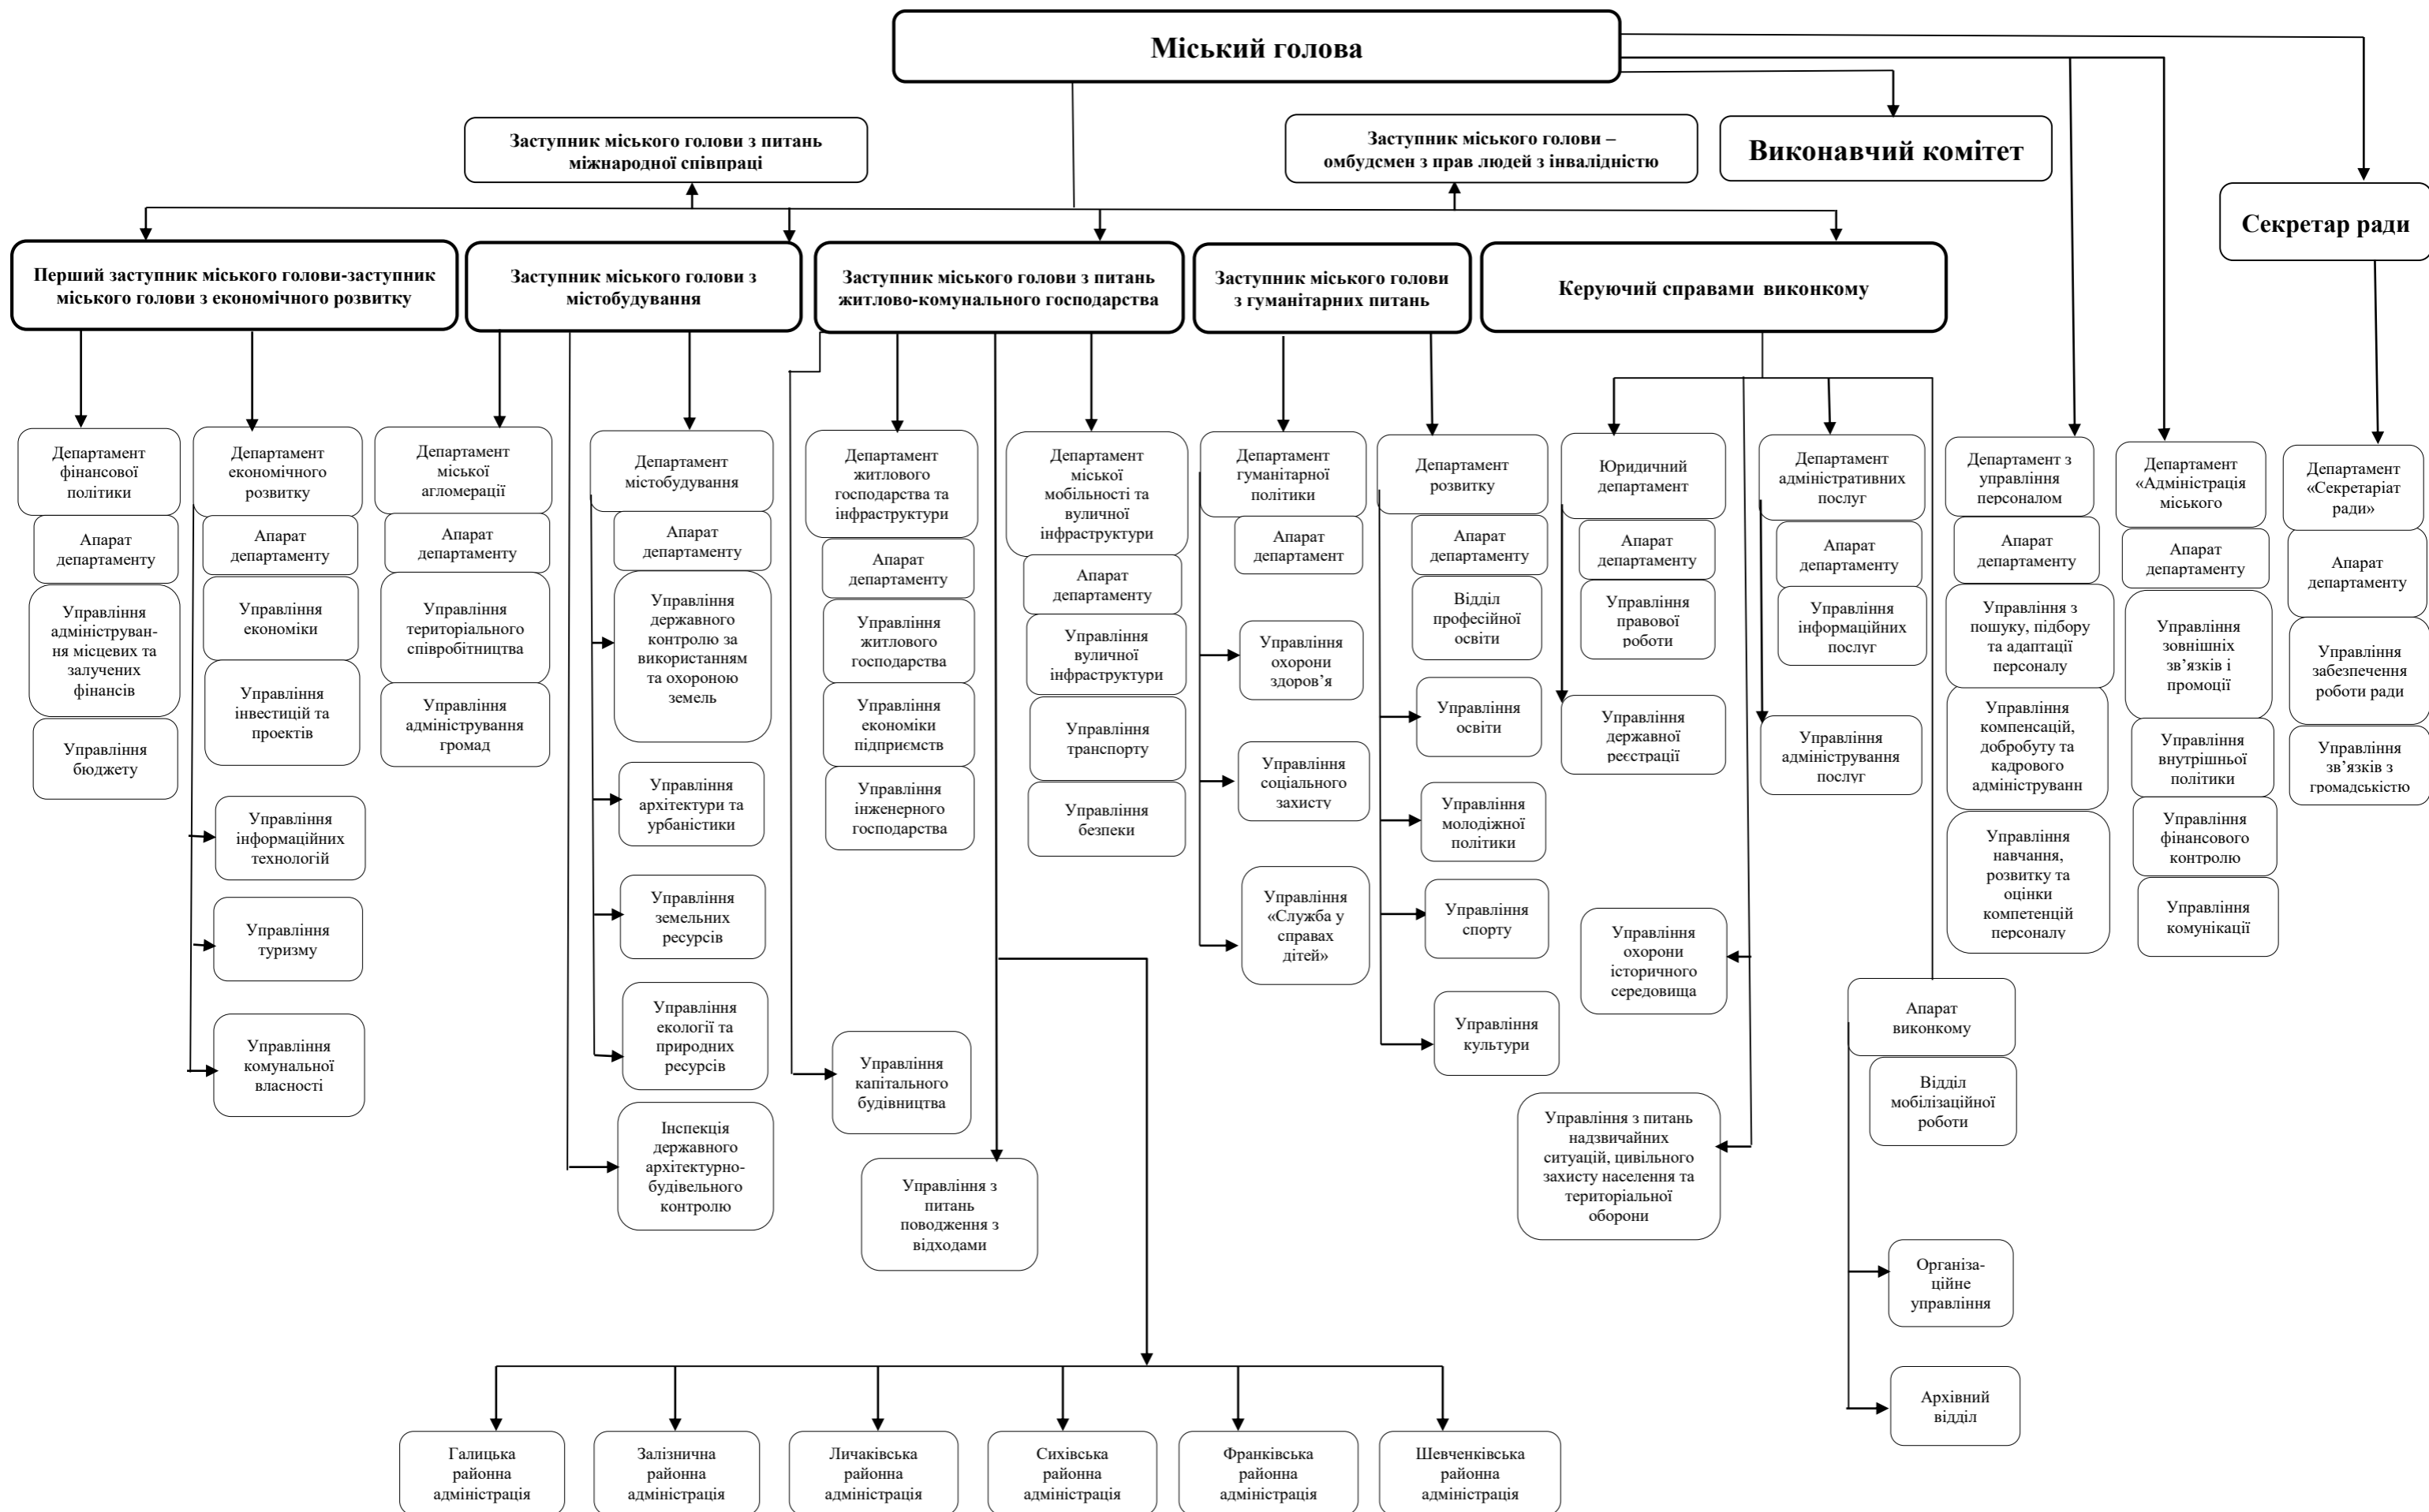 Міський голова
Заступник міського голови з питань
міжнародної співпраці
Заступник міського голови –
омбудсмен з прав людей з інвалідністю
Виконавчий комітет
Секретар ради
Перший заступник міського голови-заступник
міського голови з економічного розвитку
Заступник міського голови з
містобудування
Заступник міського голови з питань
житлово-комунального господарства
Заступник міського голови
з гуманітарних питань
Керуючий справами виконкому
Департамент
фінансової
політики
Апарат
департаменту
Управління
адмініструван-
ня місцевих та
залучених
фінансів
Управління
бюджету
Департамент
економічного
розвитку
Апарат
департаменту
Управління
економіки
Управління
інвестицій та
проектів
Управління
інформаційних
технологій
Управління
туризму
Управління
комунальної
власності
Департамент
міської
агломерації
Апарат
департаменту
Управління
територіального
співробітництва
Управління
адміністрування
громад
Департамент
містобудування
Апарат
департаменту
Управління
державного
контролю за
використанням
та охороною
земель
Управління
архітектури та
урбаністики
Управління
земельних
ресурсів
Управління
екології та
природних
ресурсів
Інспекція
державного
архітектурно-
будівельного
контролю
Департамент
житлового
господарства та
інфраструктури
Апарат
департаменту
Управління
житлового
господарства
Управління
економіки
підприємств
Управління
інженерного
господарства
Управління
капітального
будівництва
Управління з
питань
поводження з
відходами
Департамент
міської
мобільності та
вуличної
інфраструктури
Апарат
департаменту
Управління
вуличної
інфраструктури
Управління
транспорту
Управління
безпеки
Департамент
гуманітарної
політики
Апарат
департамент
Управління
охорони
здоров’я
Управління
соціального
захисту
Управління
«Служба у
справах
дітей»
Департамент
розвитку
Апарат
департаменту
Відділ
професійної
освіти
Управління
освіти
Управління
молодіжної
політики
Управління
спорту
Управління
культури
Юридичний
департамент
Апарат
департаменту
Управління
правової
роботи
Управління
державної
реєстрації
Управління
охорони
історичного
середовища
Управління з питань
надзвичайних
ситуацій, цивільного
захисту населення та
територіальної
оборони
Департамент
адміністративних
послуг
Апарат
департаменту
Управління
інформаційних
послуг
Управління
адміністрування
послуг
Апарат
виконкому
Відділ
мобілізаційної
роботи
Організа-
ційне
управління
Архівний
відділ
Департамент з
управління
персоналом
Апарат
департаменту
Управління з
пошуку, підбору
та адаптації
персоналу
Управління
компенсацій,
добробуту та
кадрового
адмініструванн
Управління
навчання,
розвитку та
оцінки
компетенцій
персоналу
Департамент
«Адміністрація
міського
Апарат
департаменту
Управління
зовнішніх
зв’язків і
промоції
Управління
внутрішньої
політики
Управління
фінансового
контролю
Управління
комунікації
Департамент
«Секретаріат
ради»
Апарат
департаменту
Управління
забезпечення
роботи ради
Управління
зв’язків з
громадськістю
Галицька
районна
адміністрація
Залізнична
районна
адміністрація
Личаківська
районна
адміністрація
Сихівська
районна
адміністрація
Франківська
районна
адміністрація
Шевченківська
районна
адміністрація